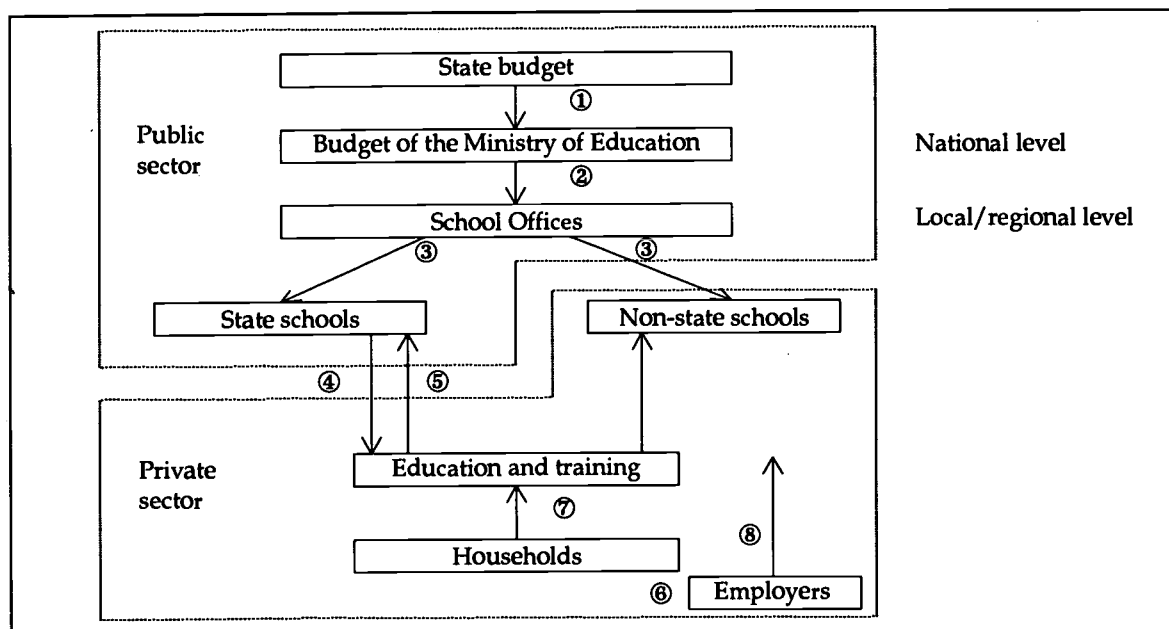 State budget
①
Public
sector
Budget of the Ministry of Education
National level
②
School Offices
Local/regional level
③
③
State schools
Non-state schools
④
⑤
Private
sector
Education and training
⑦
Households
⑧
⑥
Employers